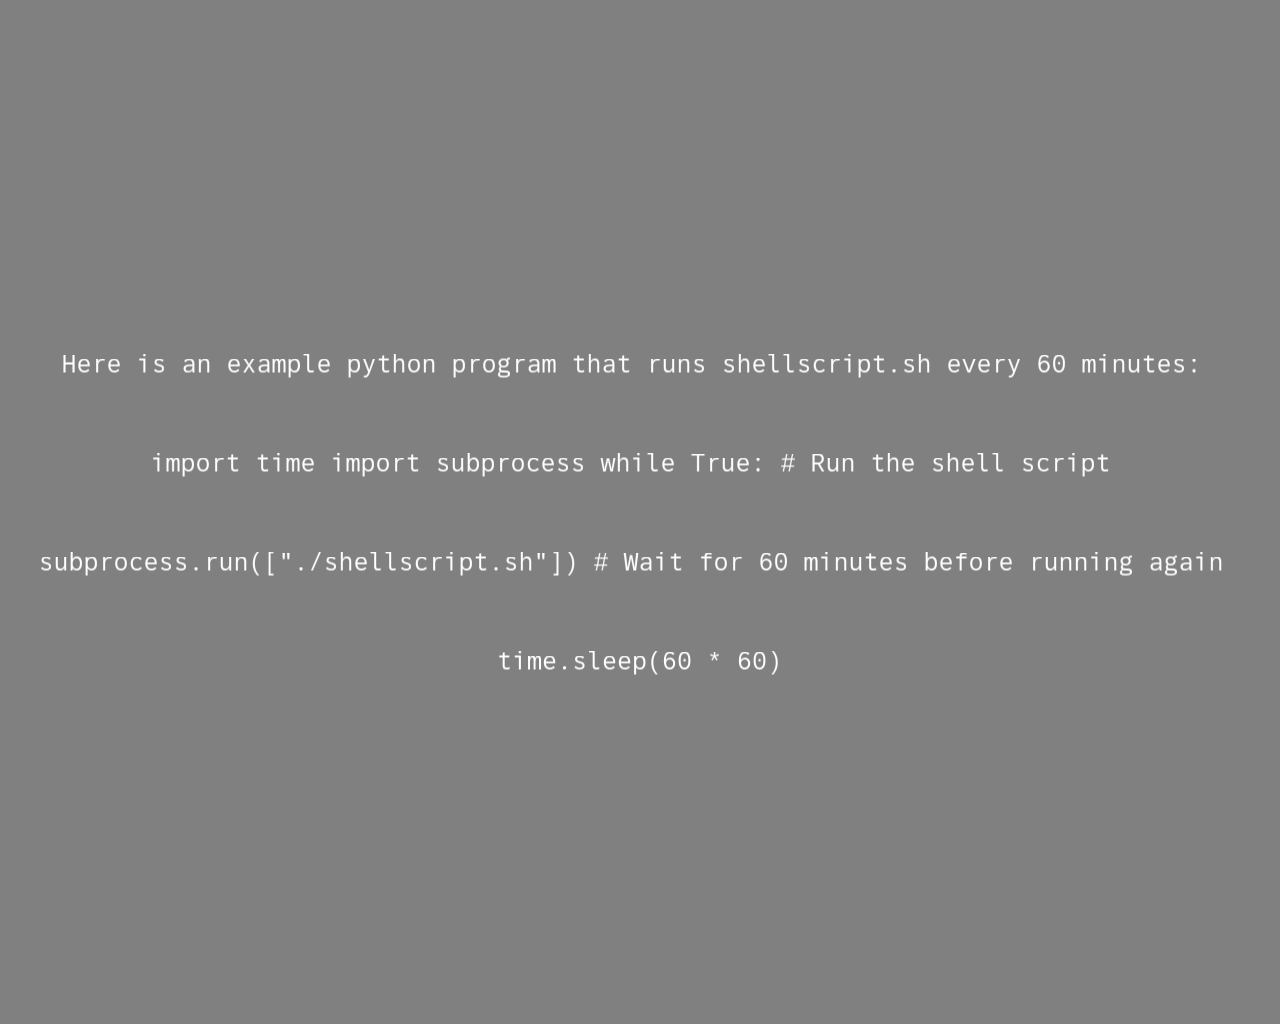 Here is an example python program that runs shellscript.sh every 60 minutes:
import time import subprocess while True: # Run the shell script
subprocess.run(["./shellscript.sh"]) # Wait for 60 minutes before running again
time.sleep(60 * 60)